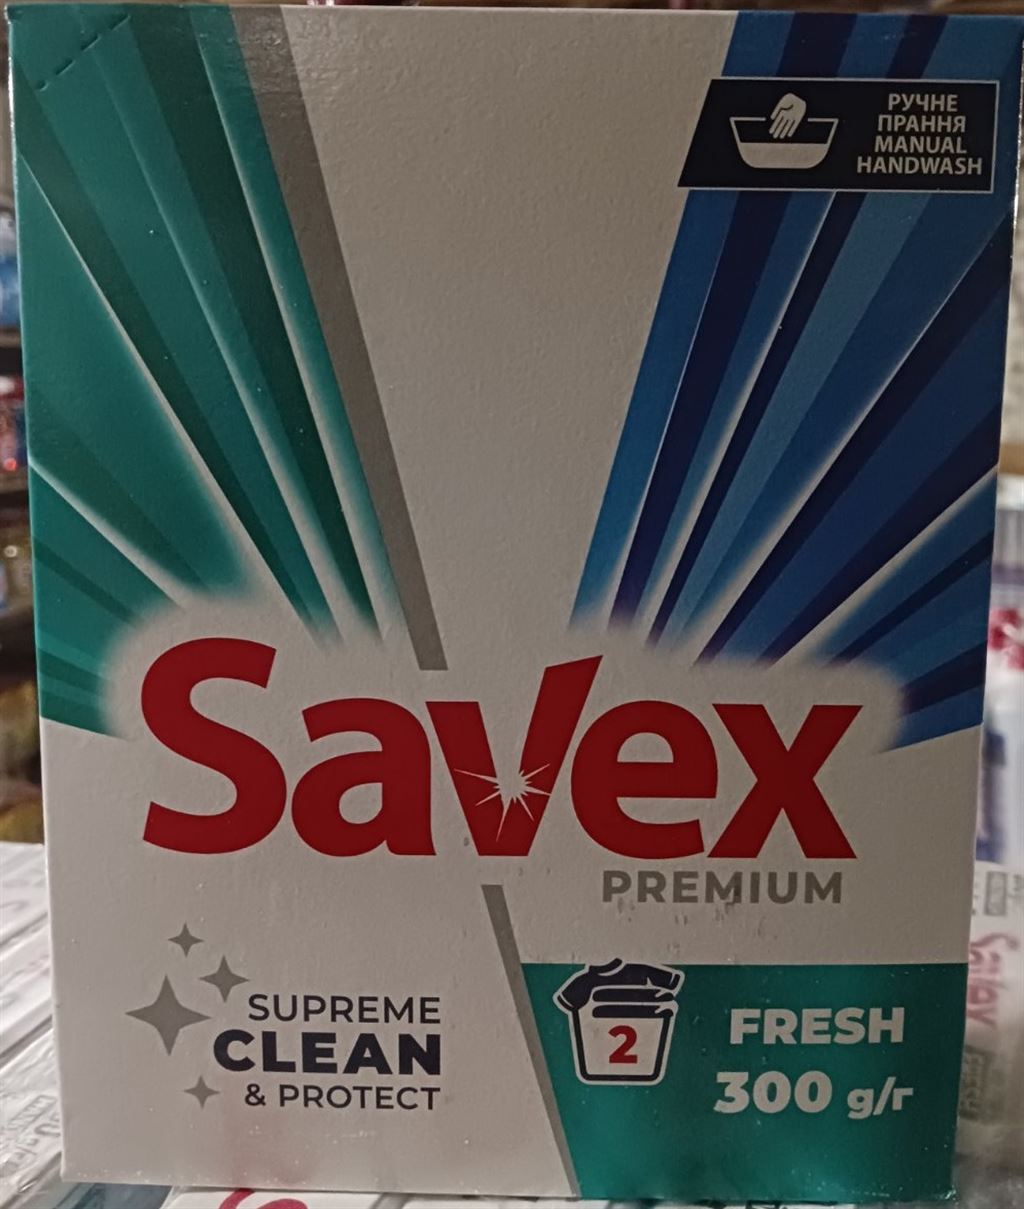 РУЧНЕ
ПРАННЯ
MANUAL
HANDWASH
Savex
PREMIUM
SUPREME
CLEAN
& PROTECT
2
FRESH
300 g/г